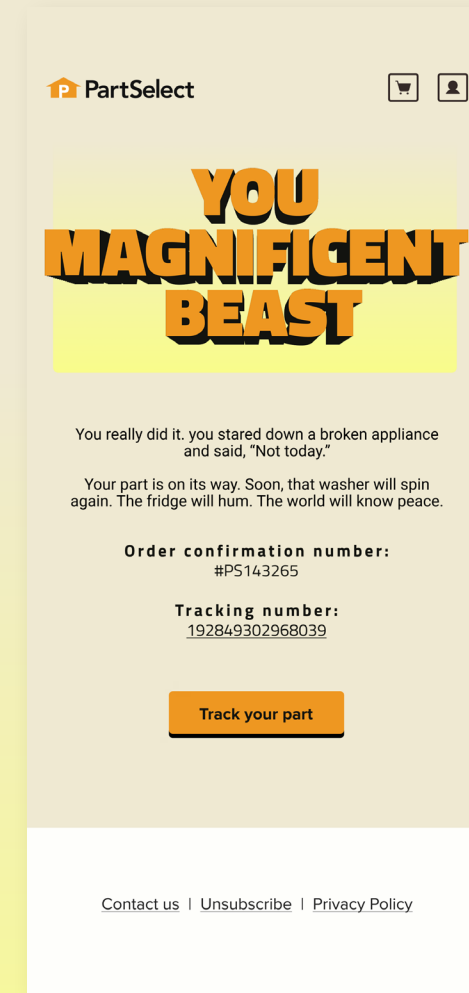 P PartSelect
YOU
MAGNIFICENT
BEAST
You really did it. you stared down a broken appliance
and said, “Not today.”
Your part is on its way. Soon, that washer will spin
again. The fridge will hum. The world will know peace.
Order confirmation number:
#PS143265
Tracking number:
192849302968039
Track your part
Contact us | Unsubscribe | Privacy Policy